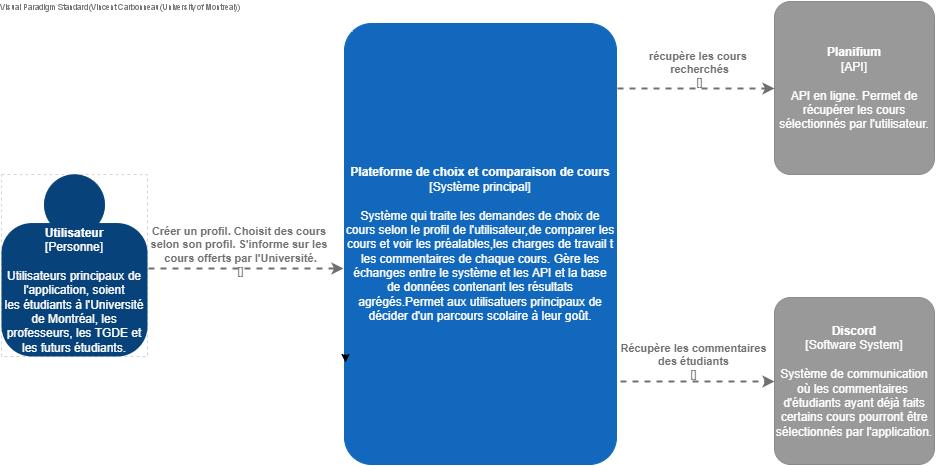 Visual Paradigm Standard(Vincent Carbonneau(University of Montreal))
Utilisateur
[Personne]
Utilisateurs principaux de
l'application, soient
les étudiants à l'Université
de Montréal, les
professeurs, les TGDE et
les futurs étudiants.
Créer un profil. Choisit des cours
selon son profil. S'informe sur les
cours offerts par l'Université.
[]
Plateforme de choix et comparaison de cours
[Système principal]
Système qui traite les demandes de choix de
cours selon le profil de l'utilisateur,de comparer les
cours et voir les préalables,les charges de travail t
les commentaires de chaque cours. Gère les
échanges entre le système et les API et la base
de données contenant les résultats
agrégés.Permet aux utilisatuers principaux de
décider d'un parcours scolaire à leur goût.
récupère les cours
recherchés
[]
Planifium
[API]
API en ligne. Permet de
récupérer les cours
sélectionnés par l'utilisateur.
Récupère les commentaires
des étudiants
[]
Discord
[Software System]
Système de communication
où les commentaires
d'étudiants ayant déjà faits
certains cours pourront être
sélectionnés par l'application.